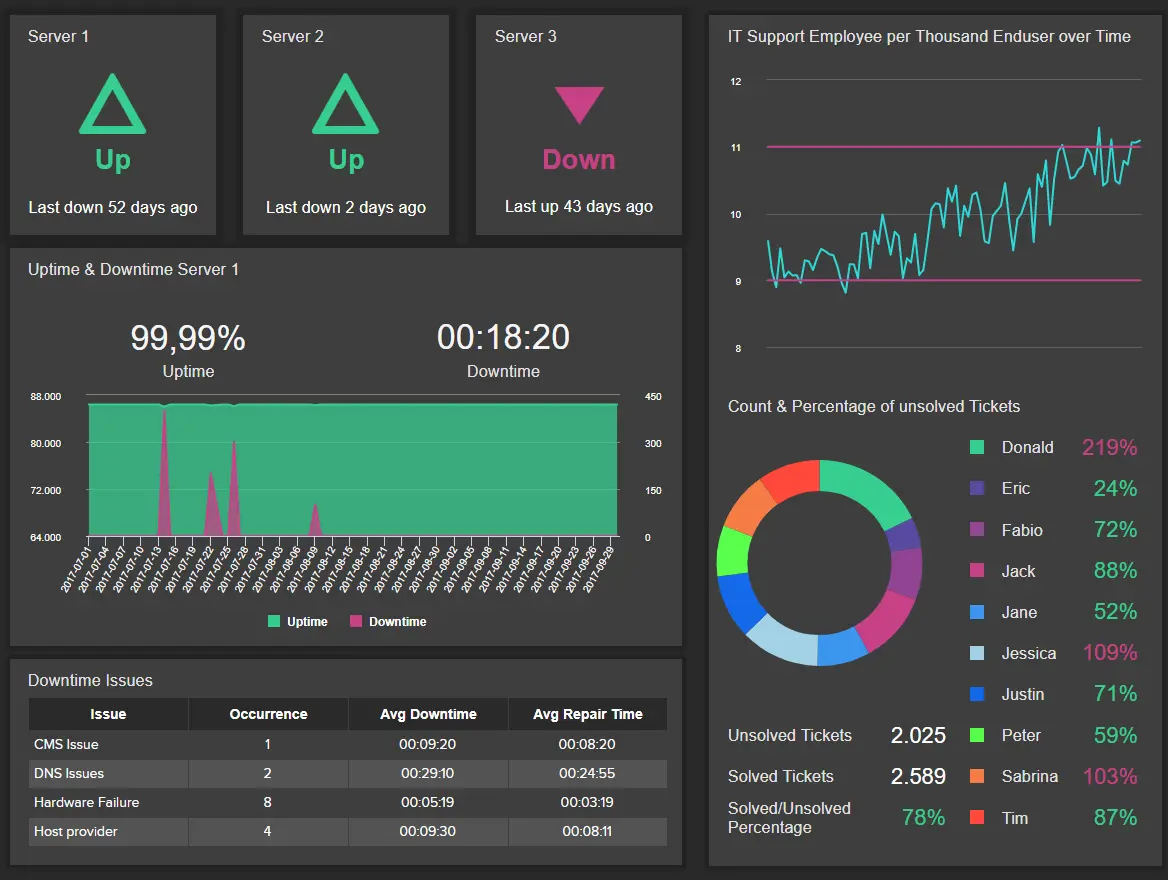 Server 1
Up
Last down 52 days ago
Server 2
Up
Last down 2 days ago
Server 3
Down
Last up 43 days ago
Uptime & Downtime Server 1
99,99%
Uptime
00:18:20
Downtime
88.000
80.000
72.000
64.000
450
300
150
0
2017-07-01
2017-07-04
2017-07-07
2017-07-10
2017-07-13
2017-07-16
2017-07-19
2017-07-22
2017-07-25
2017-07-28
2017-07-31
2017-08-03
2017-08-06
2017-08-09
2017-08-12
2017-08-15
2017-08-18
2017-08-21
2017-08-24
2017-08-27
2017-08-30
2017-09-02
2017-09-05
2017-09-08
2017-09-11
2017-09-14
2017-09-17
2017-09-20
2017-09-23
2017-09-26
2017-09-29
Uptime Downtime
Downtime Issues
Issue Occurrence Avg Downtime Avg Repair Time
CMS Issue 1 00:09:20 00:08:20
DNS Issues 2 00:29:10 00:24:55
Hardware Failure 8 00:05:19 00:03:19
Host provider 4 00:09:30 00:08:11
IT Support Employee per Thousand Enduser over Time
12
11
10
9
8
Count & Percentage of unsolved Tickets
Donald 219%
Eric 24%
Fabio 72%
Jack 88%
Jane 52%
Jessica 109%
Justin 71%
Peter 59%
Sabrina 103%
Tim 87%
Unsolved Tickets 2.025
Solved Tickets 2.589
Solved/Unsolved
Percentage 78%